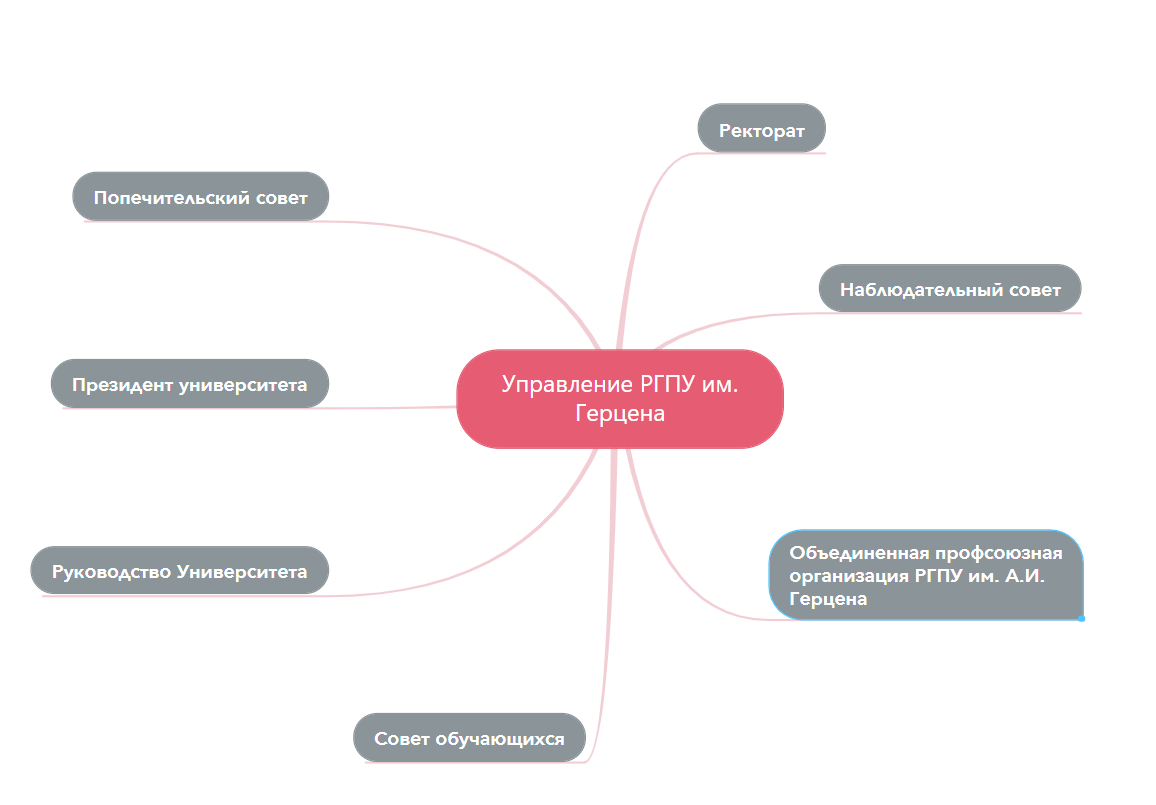 Ректорат
Попечительский совет
Наблюдательный совет
Президент университета
Управление РГПУ им.
Герцена
Объединенная профсоюзная
организация РГПУ им. А.И.
Герцена
Руководство Университета
Совет обучающихся